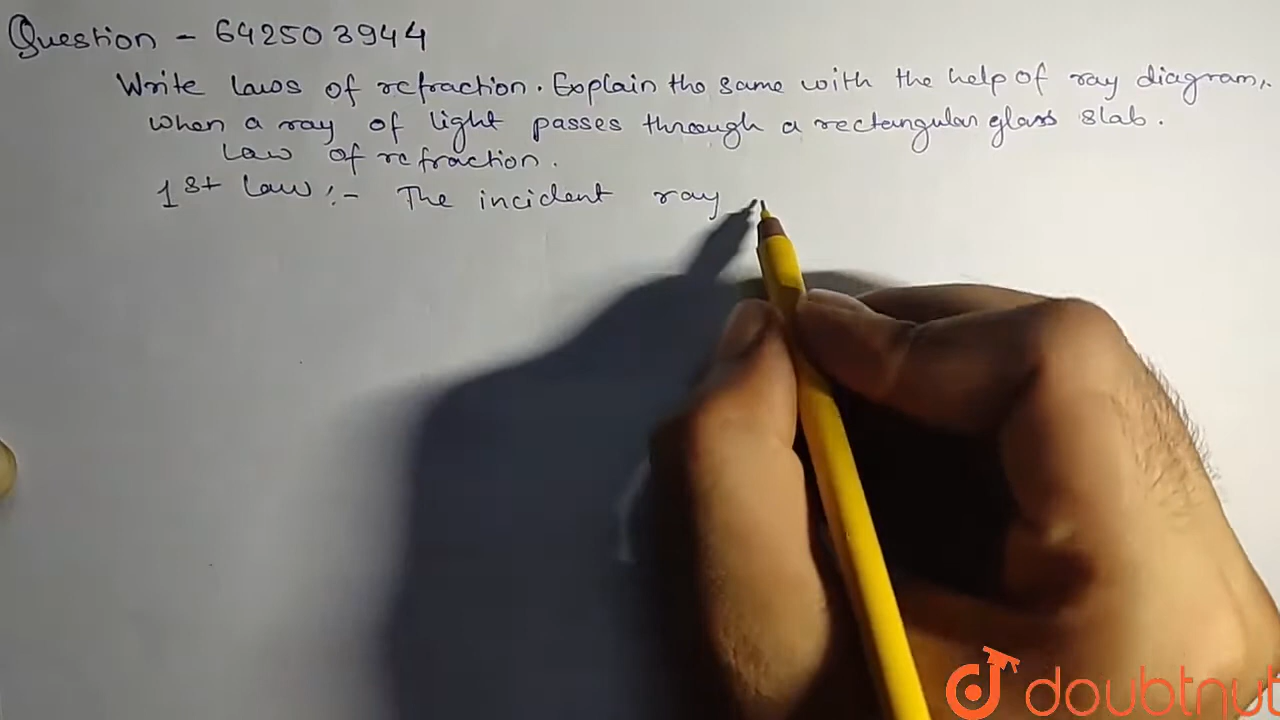 Question - 642503944
Write laws of refraction. Explain the same with the help of ray diagram,
when a ray of light passes through a rectangular glass slab.
Law of refraction.
1st Law :- The incident ray
doubtnut